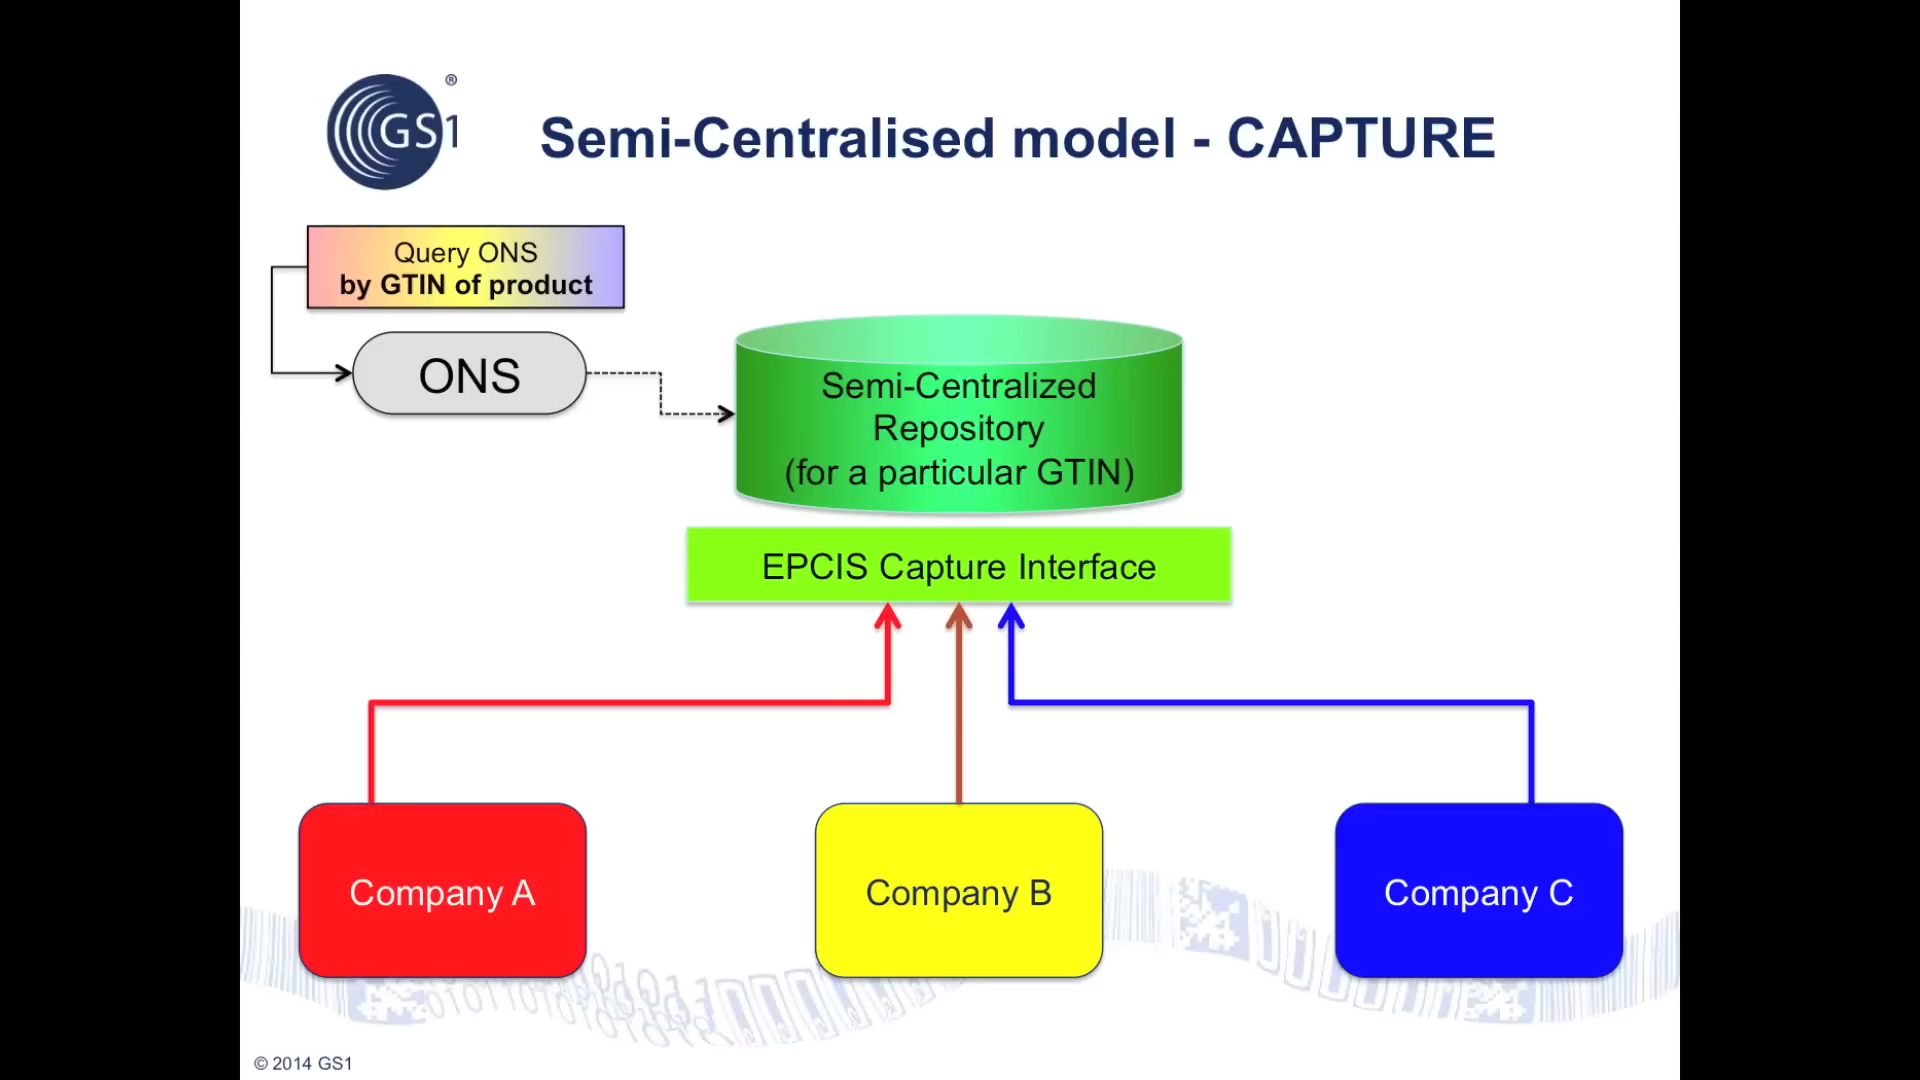 GS1
®
Semi-Centralised model - CAPTURE
Query ONS
by GTIN of product
ONS
Semi-Centralized
Repository
(for a particular GTIN)
EPCIS Capture Interface
Company A
Company B
Company C
© 2014 GS1